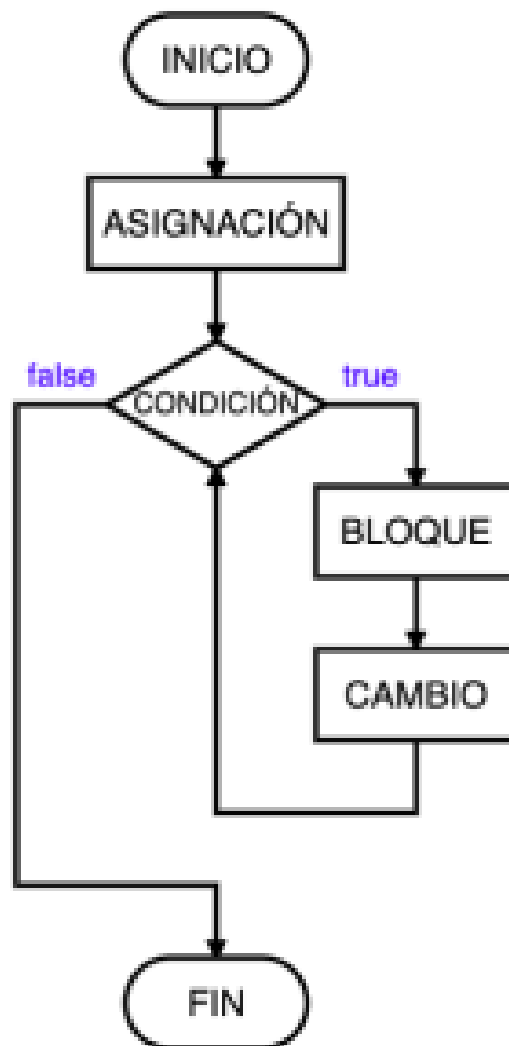 INICIO
ASIGNACIÓN
false
CONDICIÓN
true
BLOQUE
CAMBIO
FIN